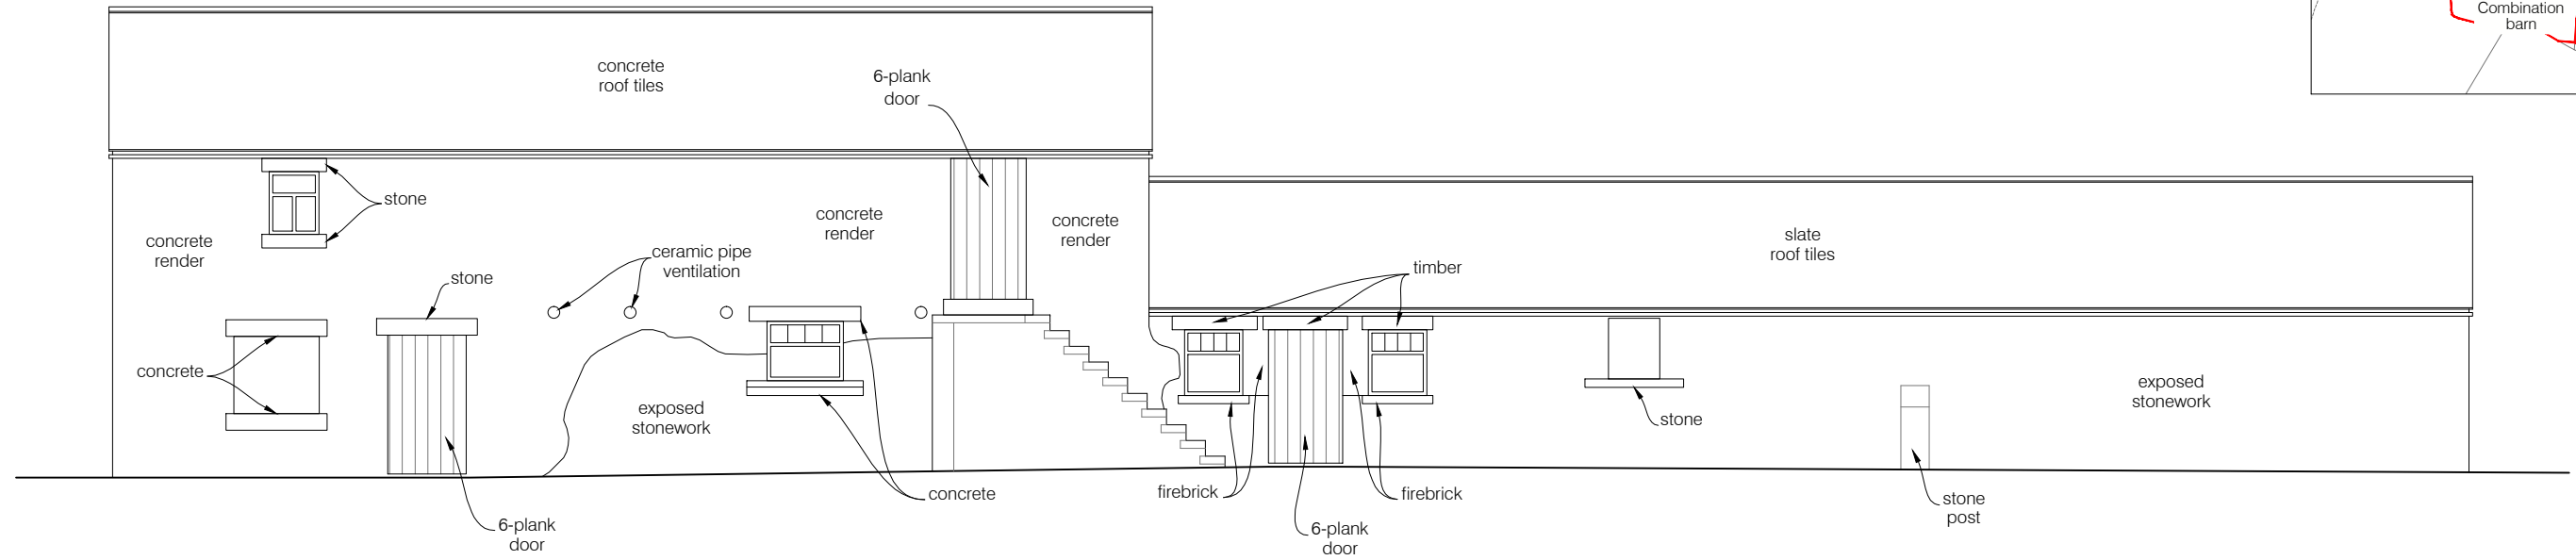 Combination
barn
concrete
roof tiles
6-plank
door
stone
concrete
render
concrete
render
concrete
render
ceramic pipe
ventilation
stone
slate
roof tiles
timber
concrete
exposed
stonework
exposed
stonework
stone
concrete
firebrick
firebrick
stone
post
6-plank
door
6-plank
door